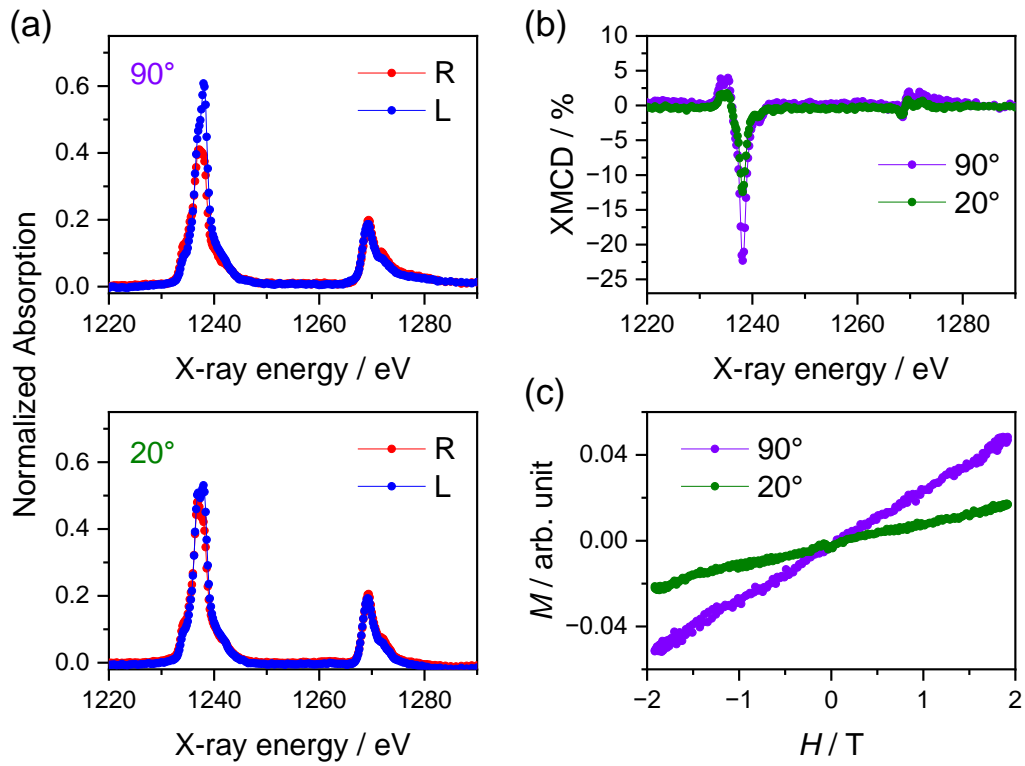 (a)
Normalized Absorption
90°
R
L
0.6
0.4
0.2
0.0
1220 1240 1260 1280
X-ray energy / eV
20°
R
L
0.6
0.4
0.2
0.0
1220 1240 1260 1280
X-ray energy / eV
(b)
XMCD / %
10
5
0
−5
−10
−15
−20
−25
90°
20°
1220 1240 1260 1280
X-ray energy / eV
(c)
M / arb. unit
90°
20°
0.04
0.00
−0.04
−2 −1 0 1 2
H / T